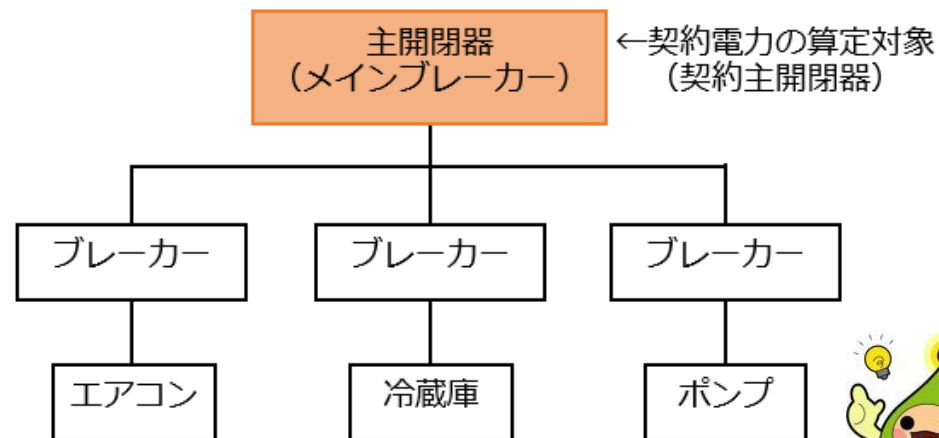 主開閉器
（メインブレーカー）
←契約電力の算定対象
（契約主開閉器）
ブレーカー
ブレーカー
ブレーカー
エアコン
冷蔵庫
ポンプ